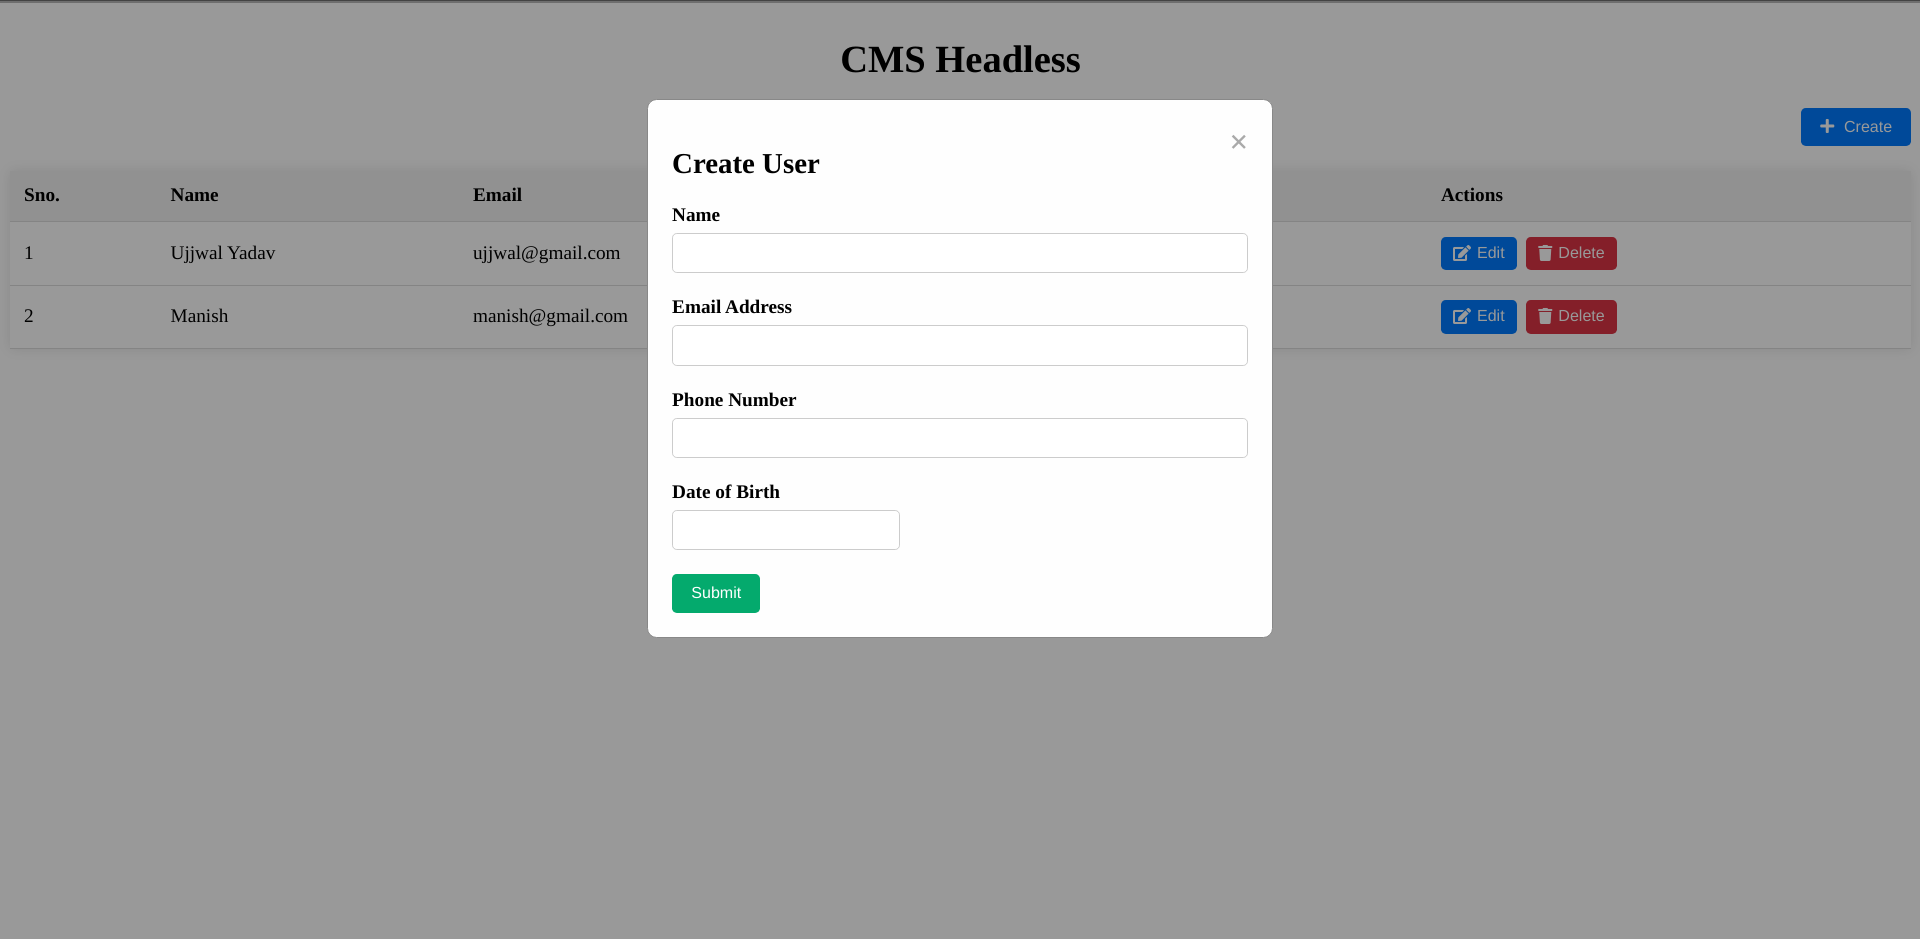 CMS Headless
Create
Sno. Name Email Actions
1 Ujjwal Yadav ujjwal@gmail.com Edit Delete
2 Manish manish@gmail.com Edit Delete
×
Create User
Name
Email Address
Phone Number
Date of Birth
Submit